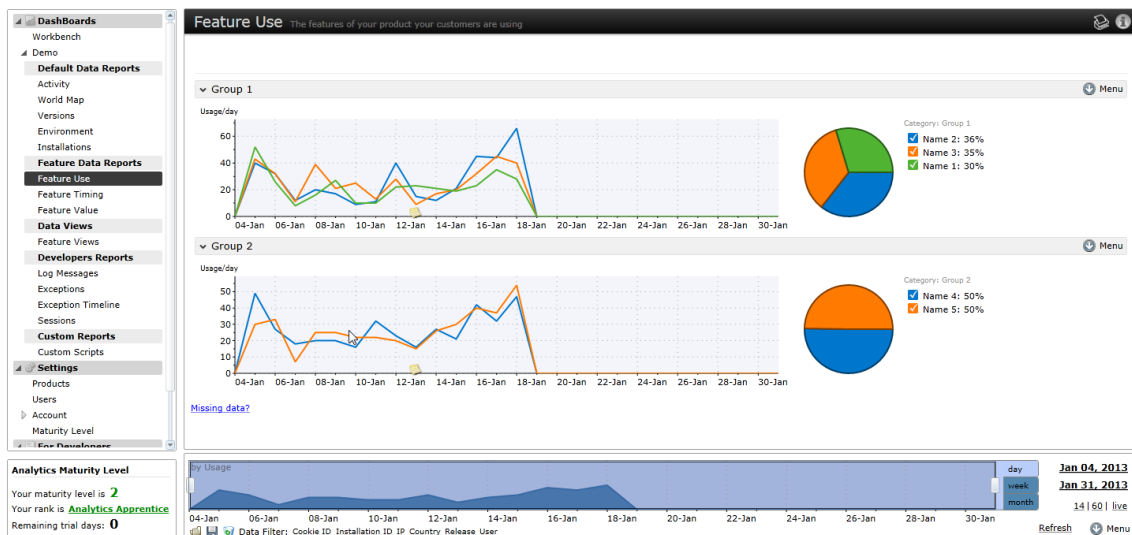 DashBoards
Workbench
Demo
Default Data Reports
Activity
World Map
Versions
Environment
Installations
Feature Data Reports
Feature Use
Feature Timing
Feature Value
Data Views
Feature Views
Developers Reports
Log Messages
Exceptions
Exception Timeline
Sessions
Custom Reports
Custom Scripts
Settings
Products
Users
Account
Maturity Level
For Developers
Analytics Maturity Level
Your maturity level is 2
Your rank is Analytics Apprentice
Remaining trial days: 0
Feature Use The features of your product your customers are using
Group 1 Menu
Usage/day
60
40
20
0
04-Jan 06-Jan 08-Jan 10-Jan 12-Jan 14-Jan 16-Jan 18-Jan 20-Jan 22-Jan 24-Jan 26-Jan 28-Jan 30-Jan
Category: Group 1
Name 2: 36%
Name 3: 35%
Name 1: 30%
Group 2 Menu
Usage/day
50
40
30
20
10
0
04-Jan 06-Jan 08-Jan 10-Jan 12-Jan 14-Jan 16-Jan 18-Jan 20-Jan 22-Jan 24-Jan 26-Jan 28-Jan 30-Jan
Category: Group 2
Name 4: 50%
Name 5: 50%
Missing data?
by Usage
04-Jan 06-Jan 08-Jan 10-Jan 12-Jan 14-Jan 16-Jan 18-Jan 20-Jan 22-Jan 24-Jan 26-Jan 28-Jan 30-Jan
day
week
month
Jan 04, 2013
Jan 31, 2013
14 | 60 | live
Data Filter: Cookie ID Installation ID IP Country Release User
Refresh Menu